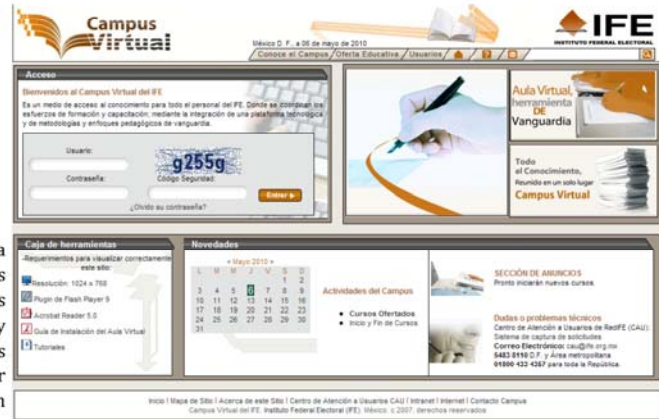 Campus
Virtual
México D. F., a 06 de mayo de 2010
Conoce el Campus / Oferta Educativa / Usuarios /
IFE
INSTITUTO FEDERAL ELECTORAL
Acceso
Bienvenidos al Campus Virtual del IFE
Es un medio de acceso al conocimiento para todo el personal del IFE. Donde se coordinan los
esfuerzos de formación y capacitación; mediante la integración de una plataforma tecnológica
y de metodologías y enfoques pedagógicos de vanguardia.
Usuario:
g255g
Contraseña:
Código Seguridad:
Entrar
¿Olvido su contraseña?
Aula Virtual,
herramienta
DE
Vanguardia
Todo
el Conocimiento,
Reunido en un solo lugar
Campus Virtual
a
s
s
y
s
r
n
Caja de herramientas
-Requerimientos para visualizar correctamente
este sitio:
Resolución: 1024 x 768
Plugin de Flash Player 9
Acrobat Reader 5.0
Guía de Instalación del Aula Virtual
Tutoriales
Novedades
« Mayo 2010 »
L M M J V S D
1 2
3 4 5 6 7 8 9
10 11 12 13 14 15 16
17 18 19 20 21 22 23
24 25 26 27 28 29 30
31
Actividades del Campus
Cursos Ofertados
Inicio y Fin de Cursos
SECCIÓN DE ANUNCIOS
Pronto iniciarán nuevos cursos.
Dudas o problemas técnicos
Centro de Atención a Usuarios de RedIFE (CAU):
Sistema de captura de solicitudes
Correo Electrónico: cau@ife.org.mx
5483 8110 D.F. y Área metropolitana
01800 433 4357 para toda la República.
Inicio | Mapa de Sitio | Acerca de este Sitio | Centro de Atención a Usuarios CAU | Intranet | Internet | Contacto Campus
Campus Virtual del IFE. Instituto Federal Electoral (IFE). México. c 2007. derechos reservados